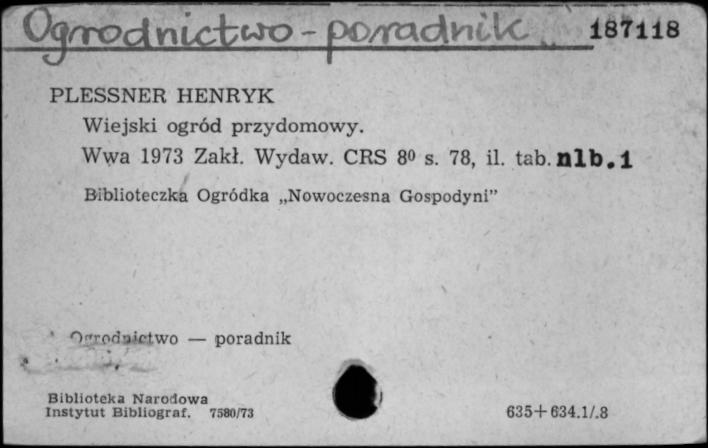 Ogrodnictwo - poradnik 187118
PLESSNER HENRYK
Wiejski ogród przydomowy.
Wwa 1973 Zakł. Wydaw. CRS 8⁰ s. 78, il. tab. nlb. 1
Biblioteczka Ogródka „Nowoczesna Gospodyni”
Ogrodnictwo — poradnik
Biblioteka Narodowa
Instytut Bibliograf. 7580/73 635+634.1/.8